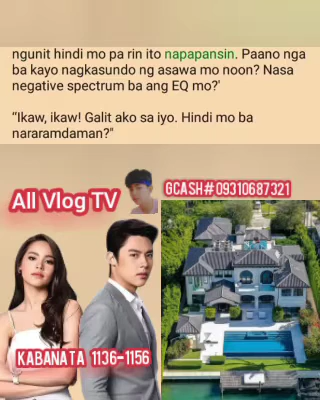 ngunit hindi mo pa rin ito napapansin. Paano nga
ba kayo nagkasundo ng asawa mo noon? Nasa
negative spectrum ba ang EQ mo?'
“Ikaw, ikaw! Galit ako sa iyo. Hindi mo ba
nararamdaman?"
All Vlog TV
GCASH#09310687321
KABANATA 1136-1156